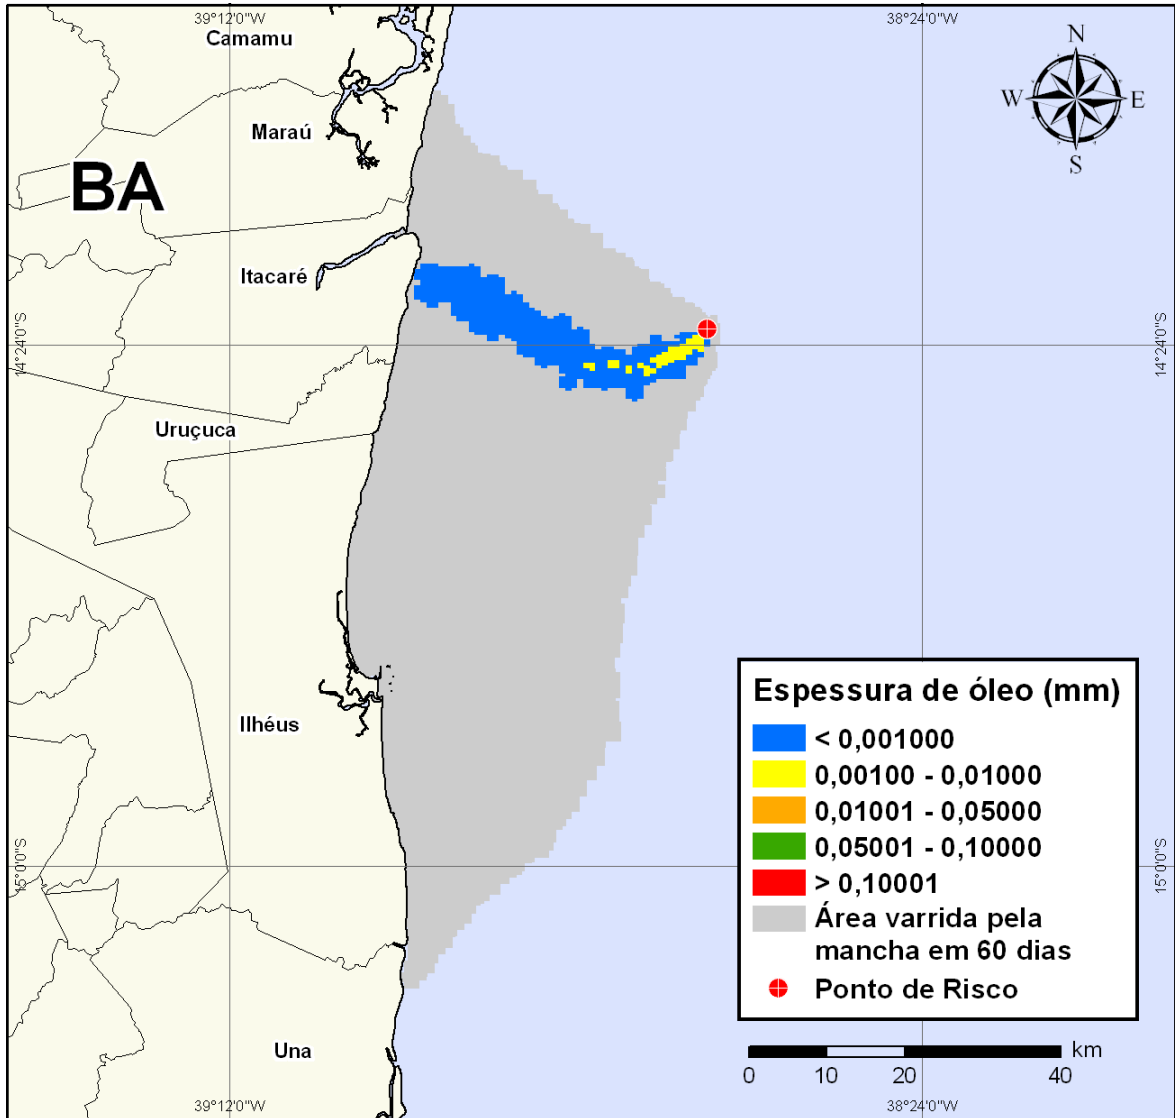 39°12'0"W
38°24'0"W
Camamu
N
W
E
S
Maraú
BA
Itacaré
14°24'0"S
14°24'0"S
Uruçuca
Ilhéus
Espessura de óleo (mm)
< 0,001000
0,00100 - 0,01000
0,01001 - 0,05000
0,05001 - 0,10000
> 0,10001
Área varrida pela
mancha em 60 dias
Ponto de Risco
15°0'0"S
15°0'0"S
Una
km
0 10 20 40
39°12'0"W
38°24'0"W